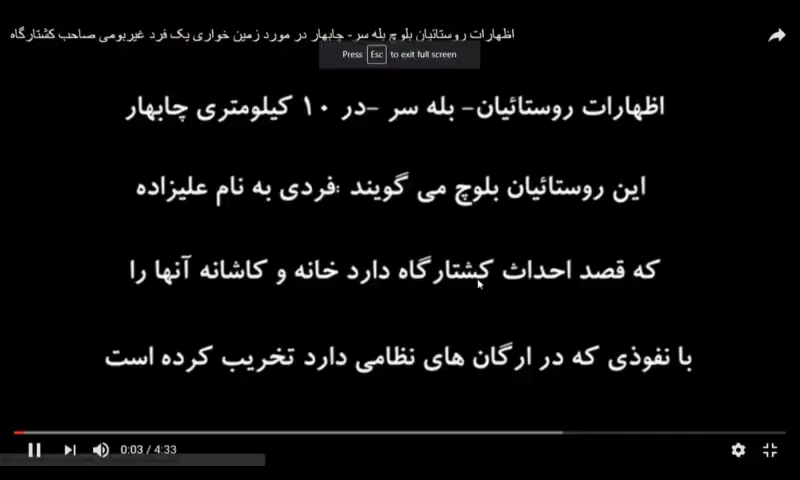 اظهارات روستائیان بلوچ بله سر- چابهار در مورد زمین خواری یک فرد غیربومی صاحب کشتارگاه
Press Esc to exit full screen
اظهارات روستائیان- بله سر -در ۱۰ کیلومتری چابهار
این روستائیان بلوچ می گویند :فردی به نام علیزاده
که قصد احداث کشتارگاه دارد خانه و کاشانه آنها را
با نفوذی که در ارگان های نظامی دارد تخریب کرده است
0:03 / 4:33